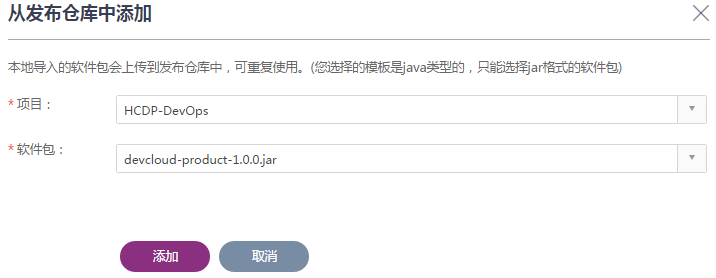 从发布仓库中添加
本地导入的软件包会上传到发布仓库中，可重复使用。(您选择的模板是java类型的，只能选择jar格式的软件包)
* 项目： HCDP-DevOps
* 软件包： devcloud-product-1.0.0.jar
添加 取消